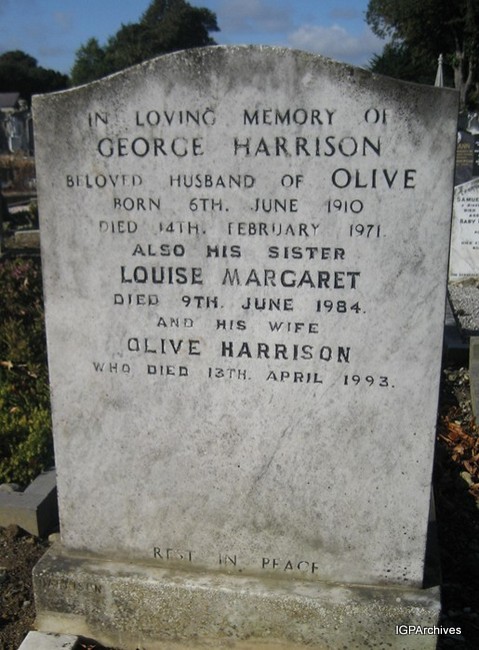 IN LOVING MEMORY OF
GEORGE HARRISON
BELOVED HUSBAND OF OLIVE
BORN 6TH. JUNE 1910
DIED 14TH. FEBRUARY 1971
ALSO HIS SISTER
LOUISE MARGARET
DIED 9TH. JUNE 1984.
AND HIS WIFE
OLIVE HARRISON
WHO DIED 13TH. APRIL 1993.
REST IN PEACE
SAMUEL
IGPArchives